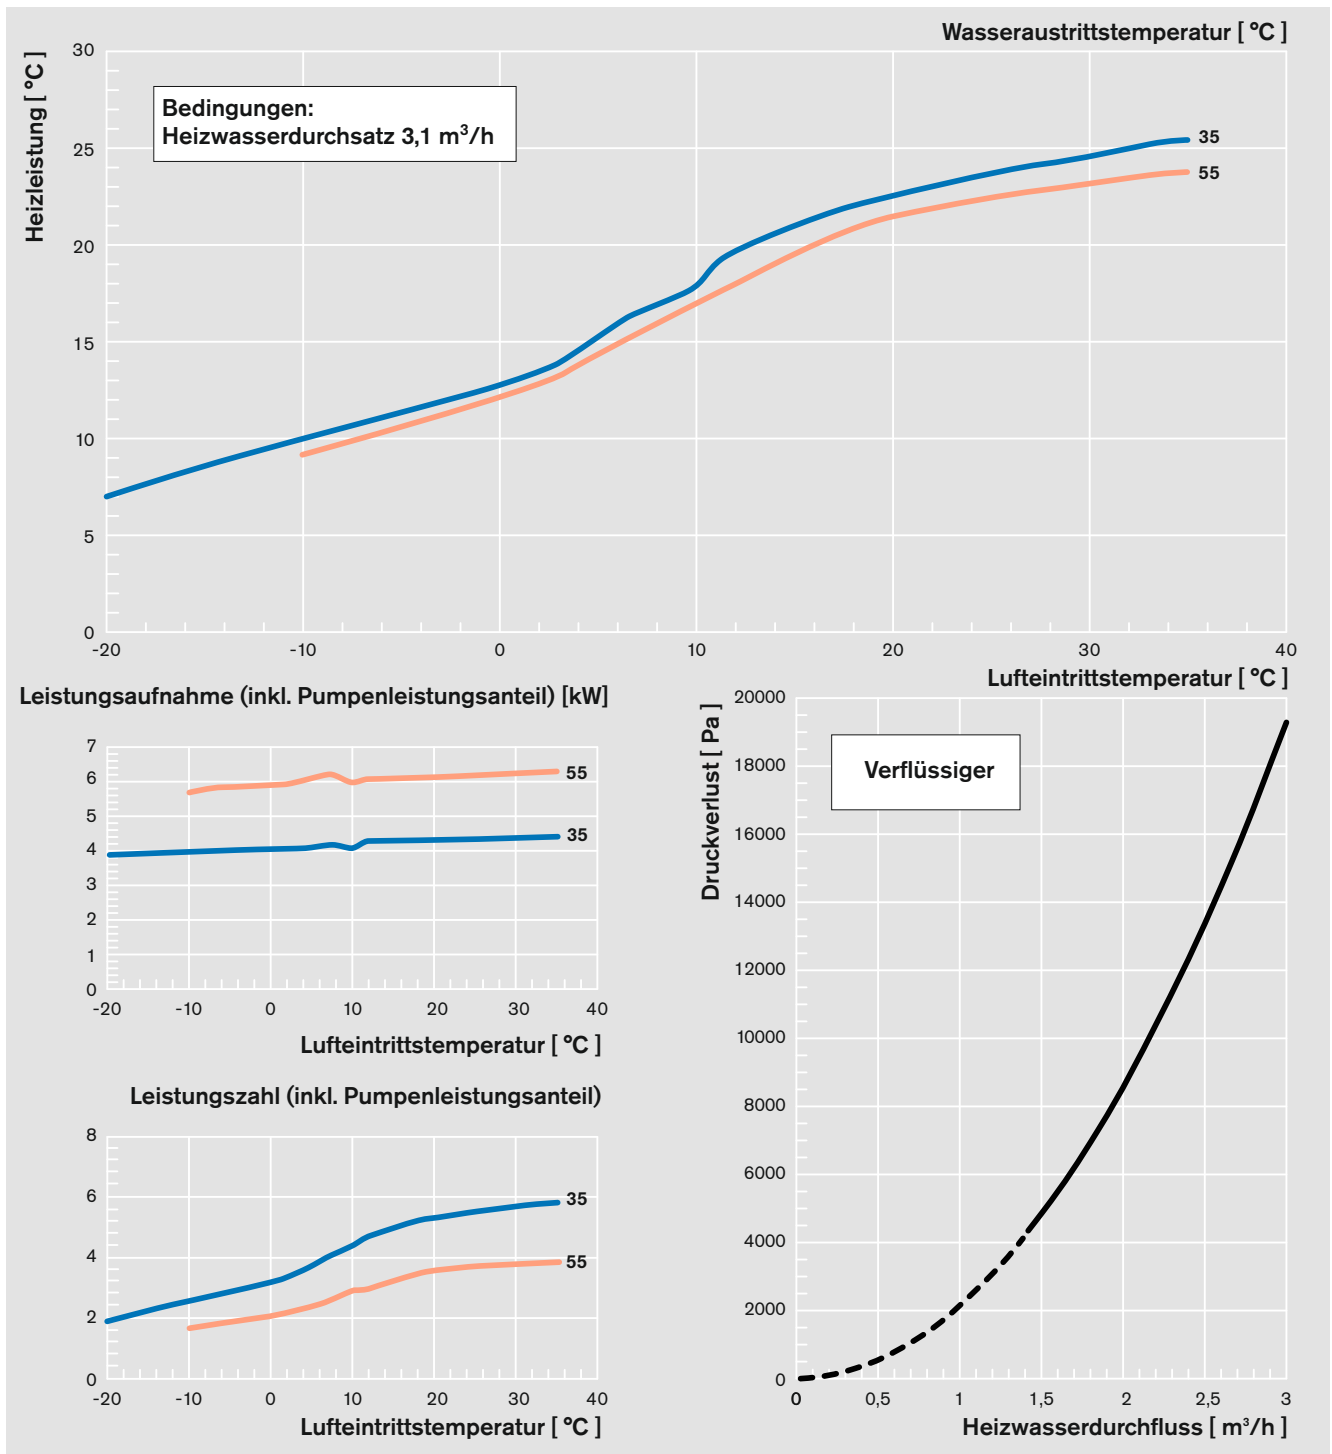 Wasseraustrittstemperatur [ °C ]
Heizleistung [ °C ]
30
25
20
15
10
5
0
Bedingungen:
Heizwasserdurchsatz 3,1 m³/h
35
55
-20 -10 0 10 20 30 40
Lufteintrittstemperatur [ °C ]
Leistungsaufnahme (inkl. Pumpenleistungsanteil) [kW]
7
6
5
4
3
2
1
0
55
35
-20 -10 0 10 20 30 40
Lufteintrittstemperatur [ °C ]
Leistungszahl (inkl. Pumpenleistungsanteil)
8
6
4
2
0
35
55
-20 -10 0 10 20 30 40
Lufteintrittstemperatur [ °C ]
Druckverlust [ Pa ]
20000
18000
16000
14000
12000
10000
8000
6000
4000
2000
0
Verflüssiger
0 0,5 1 1,5 2 2,5 3
Heizwasserdurchfluss [ m³/h ]